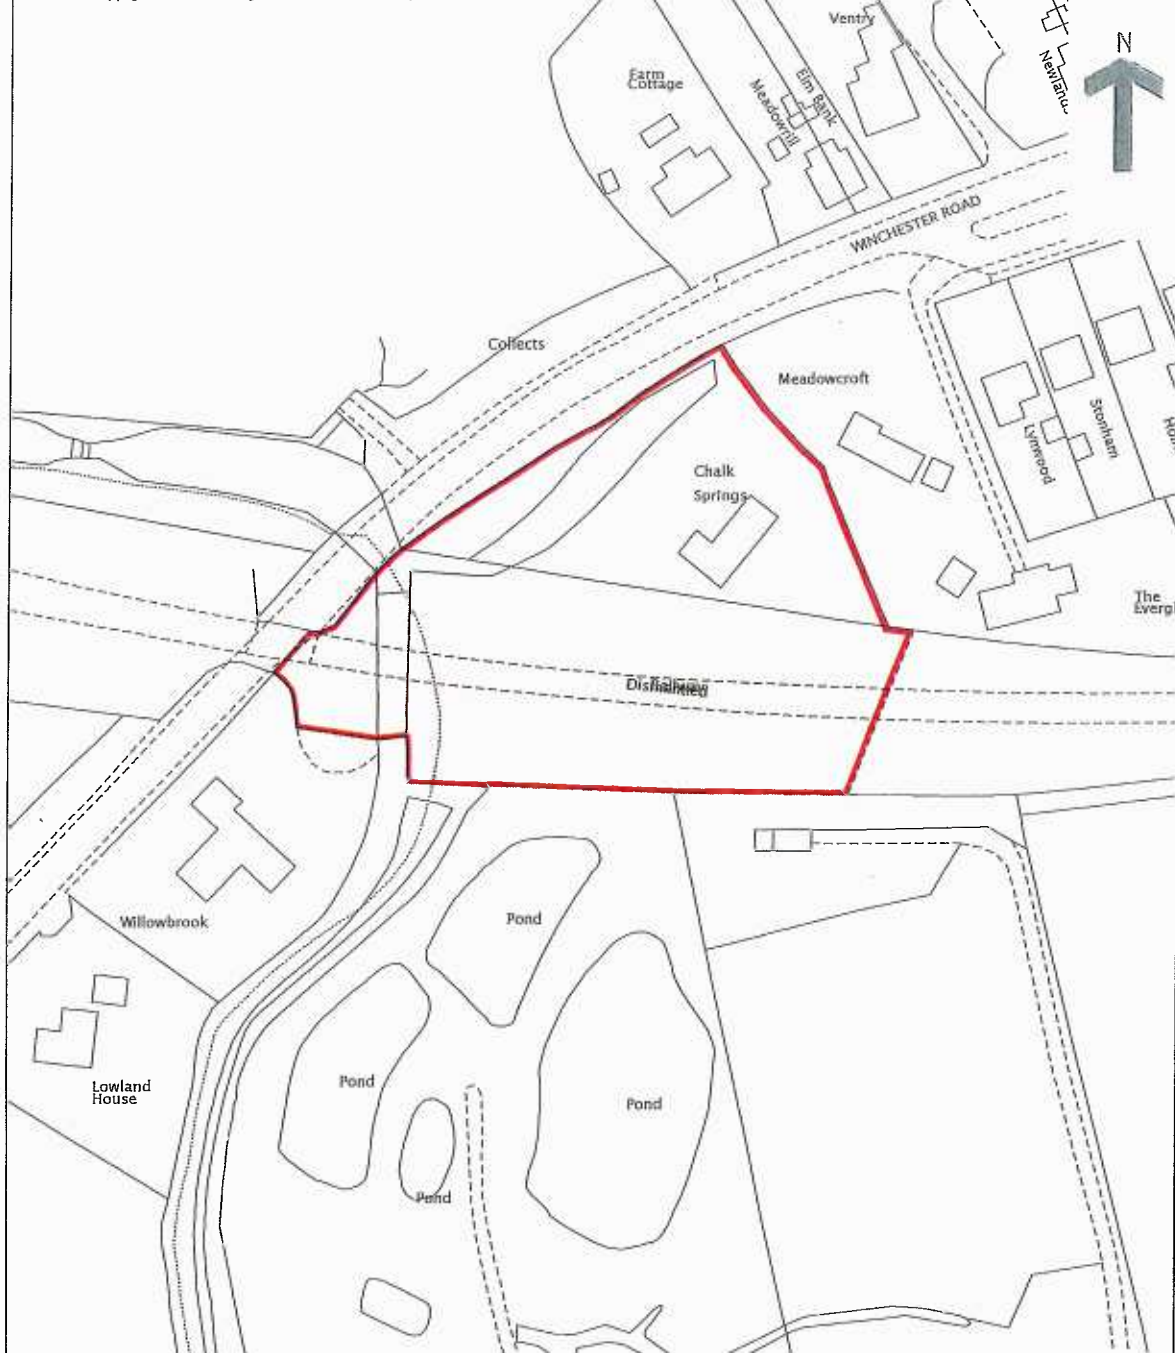 Ventry
N
Farm
Cottage
Elm Bank
Meadowrill
WINCHESTER ROAD
Collects
Meadowcroft
Stonham
Lynwood
Chalk
Springs
The
Dismantled
Pond
Willowbrook
Pond
Lowland
House
Pond
Pond